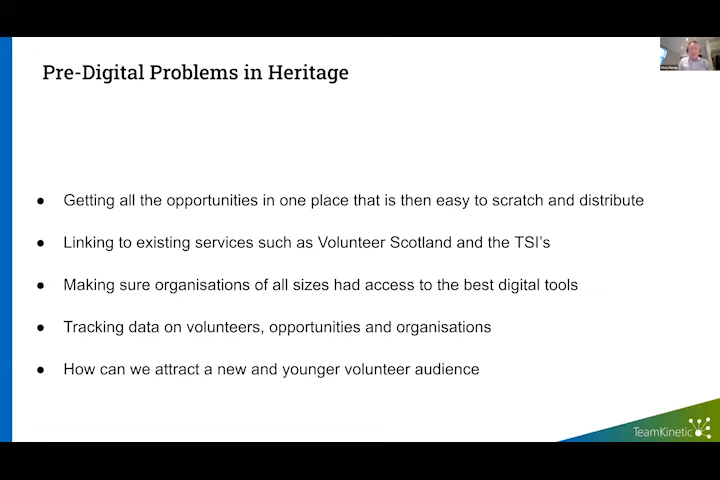 Pre-Digital Problems in Heritage
● Getting all the opportunities in one place that is then easy to scratch and distribute
● Linking to existing services such as Volunteer Scotland and the TSI's
● Making sure organisations of all sizes had access to the best digital tools
● Tracking data on volunteers, opportunities and organisations
● How can we attract a new and younger volunteer audience
TeamKinetic